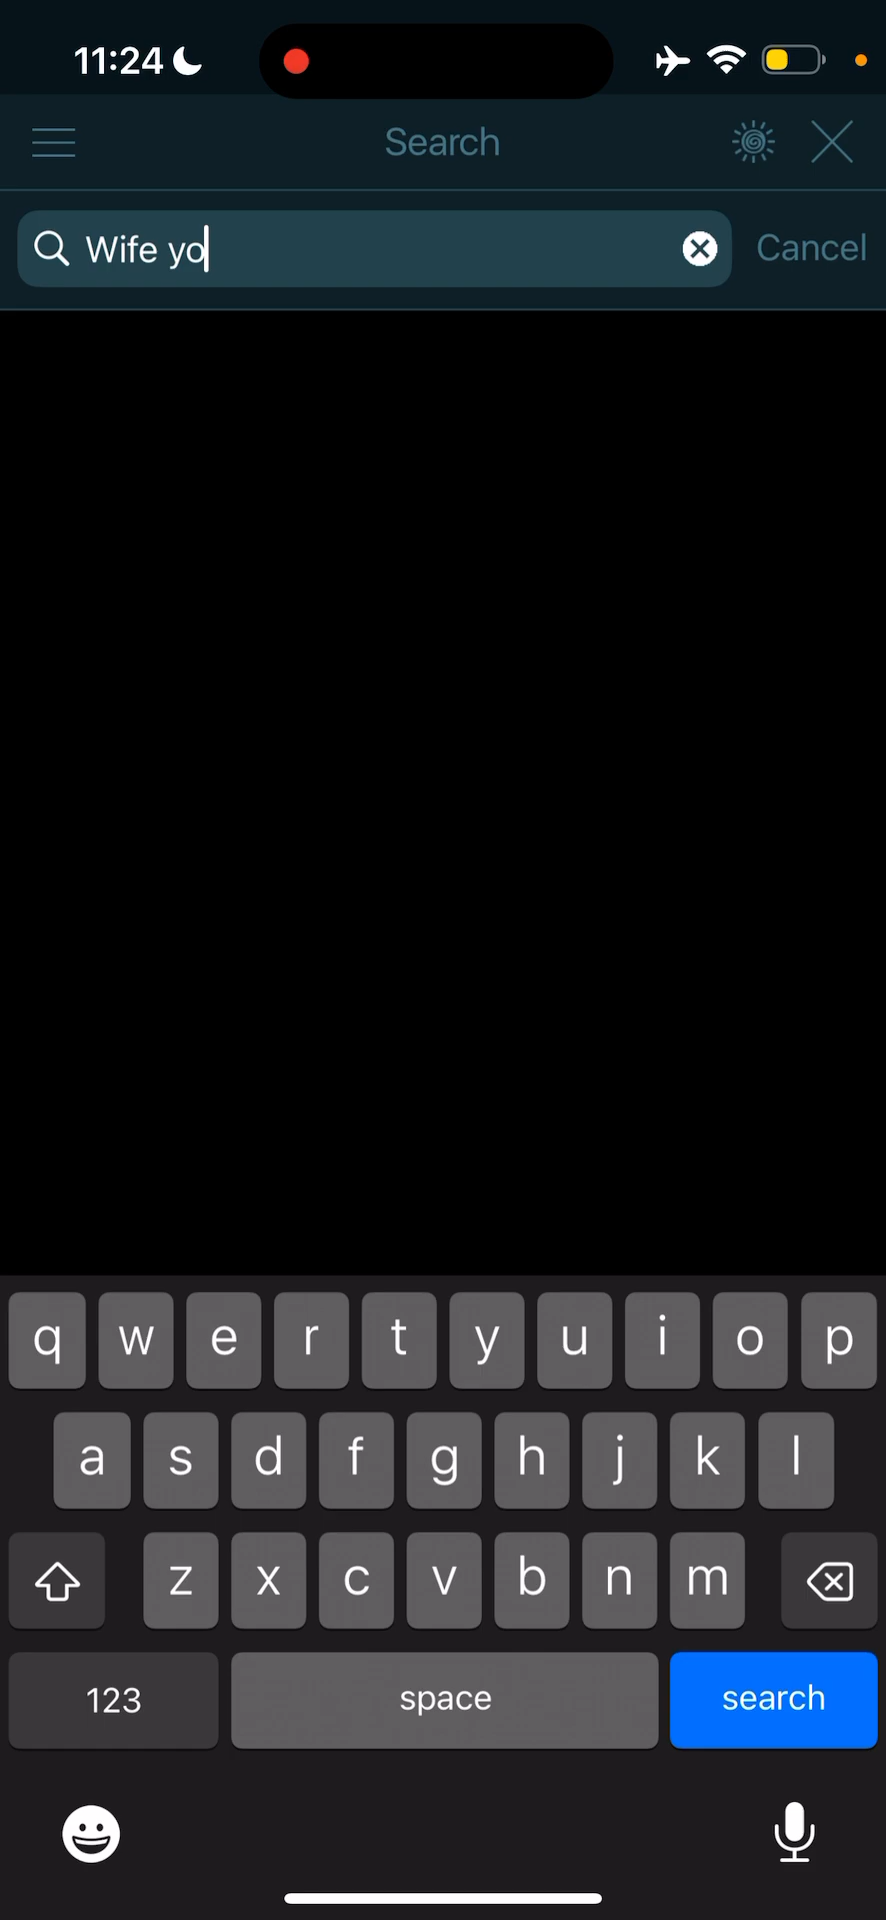 11:24
Search
Wife yo
Cancel
q w e r t y u i o p
a s d f g h j k l
z x c v b n m
123 space search